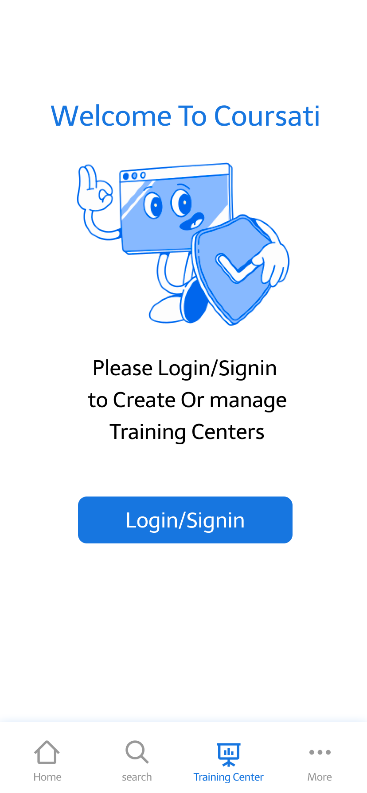 Welcome To Coursati
Please Login/Signin
to Create Or manage
Training Centers
Login/Signin
Home
search
Training Center
More